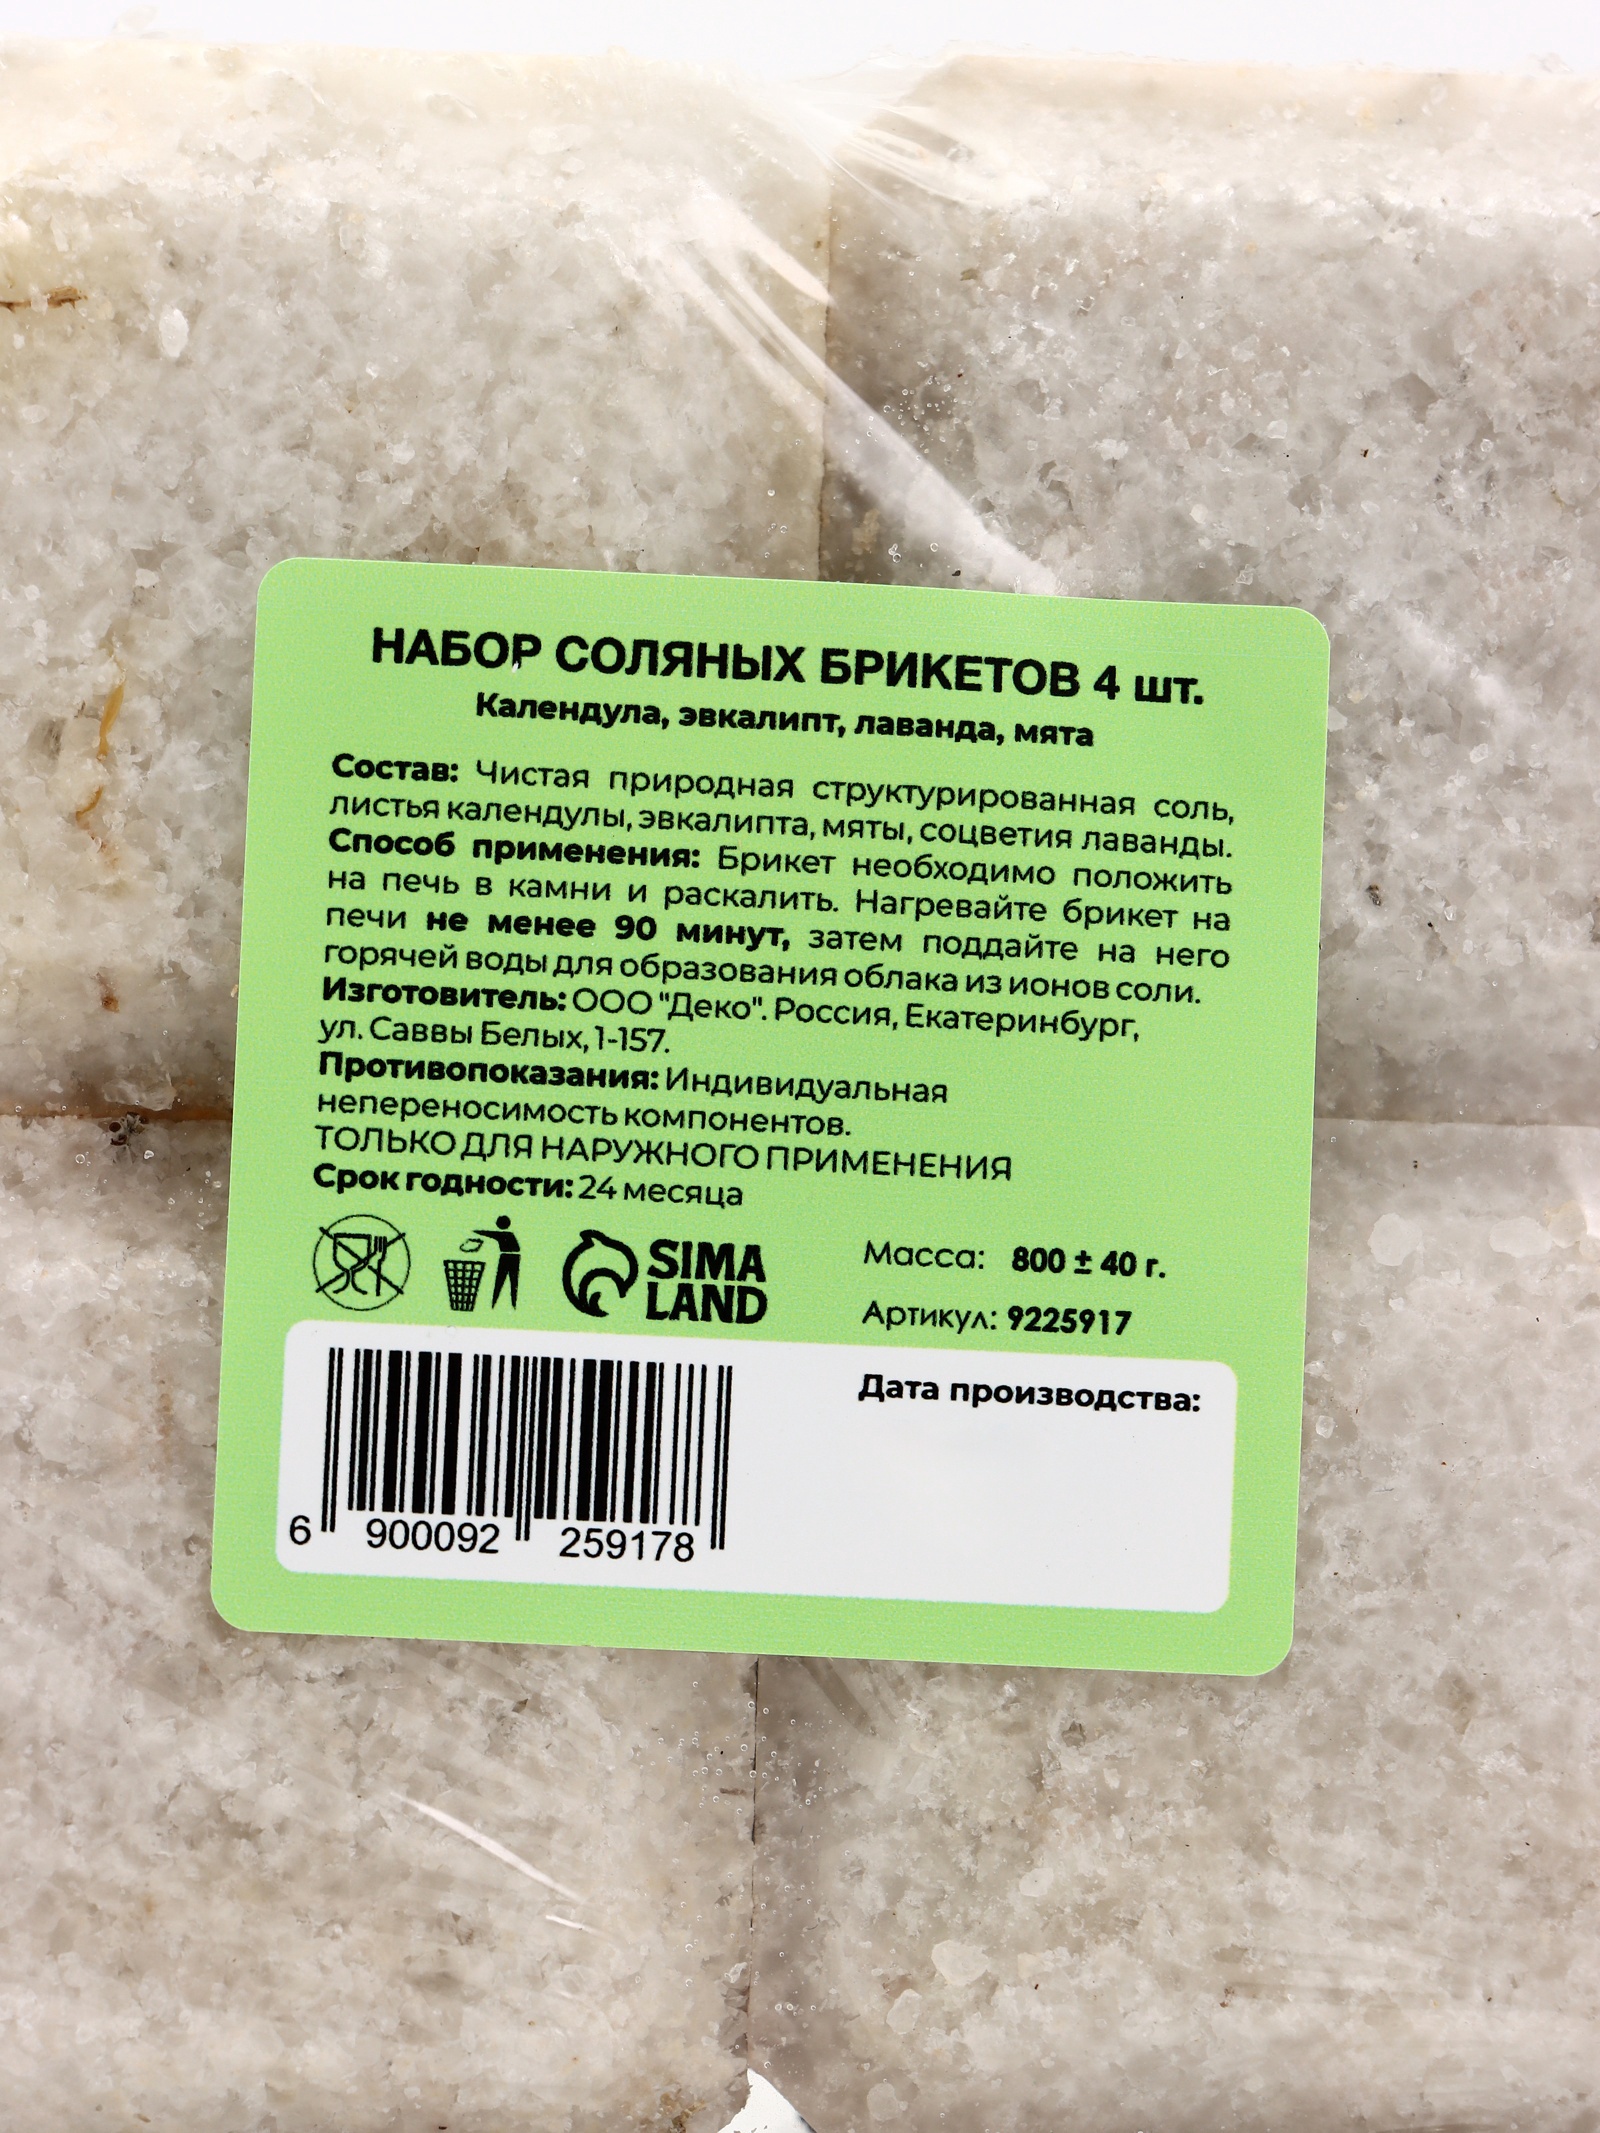 НАБОР СОЛЯНЫХ БРИКЕТОВ 4 шт.
Календула, эвкалипт, лаванда, мята
Состав: Чистая природная структурированная соль,
листья календулы, эвкалипта, мяты, соцветия лаванды.
Способ применения: Брикет необходимо положить
на печь в камни и раскалить. Нагревайте брикет на
печи не менее 90 минут, затем поддайте на него
горячей воды для образования облака из ионов соли.
Изготовитель: ООО "Деко". Россия, Екатеринбург,
ул. Саввы Белых, 1-157.
Противопоказания: Индивидуальная
непереносимость компонентов.
ТОЛЬКО ДЛЯ НАРУЖНОГО ПРИМЕНЕНИЯ
Срок годности: 24 месяца
SIMA
LAND
Масса: 800 ± 40 г.
Артикул: 9225917
Дата производства:
6 900092 259178